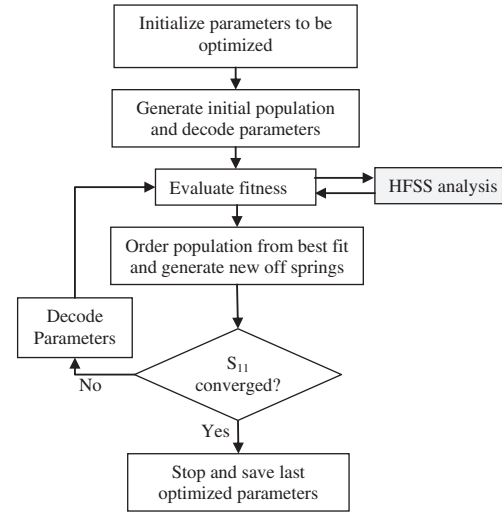 Initialize parameters to be
optimized
Generate initial population
and decode parameters
Evaluate fitness
HFSS analysis
Order population from best fit
and generate new off springs
Decode
Parameters
S11
converged?
No
Yes
Stop and save last
optimized parameters